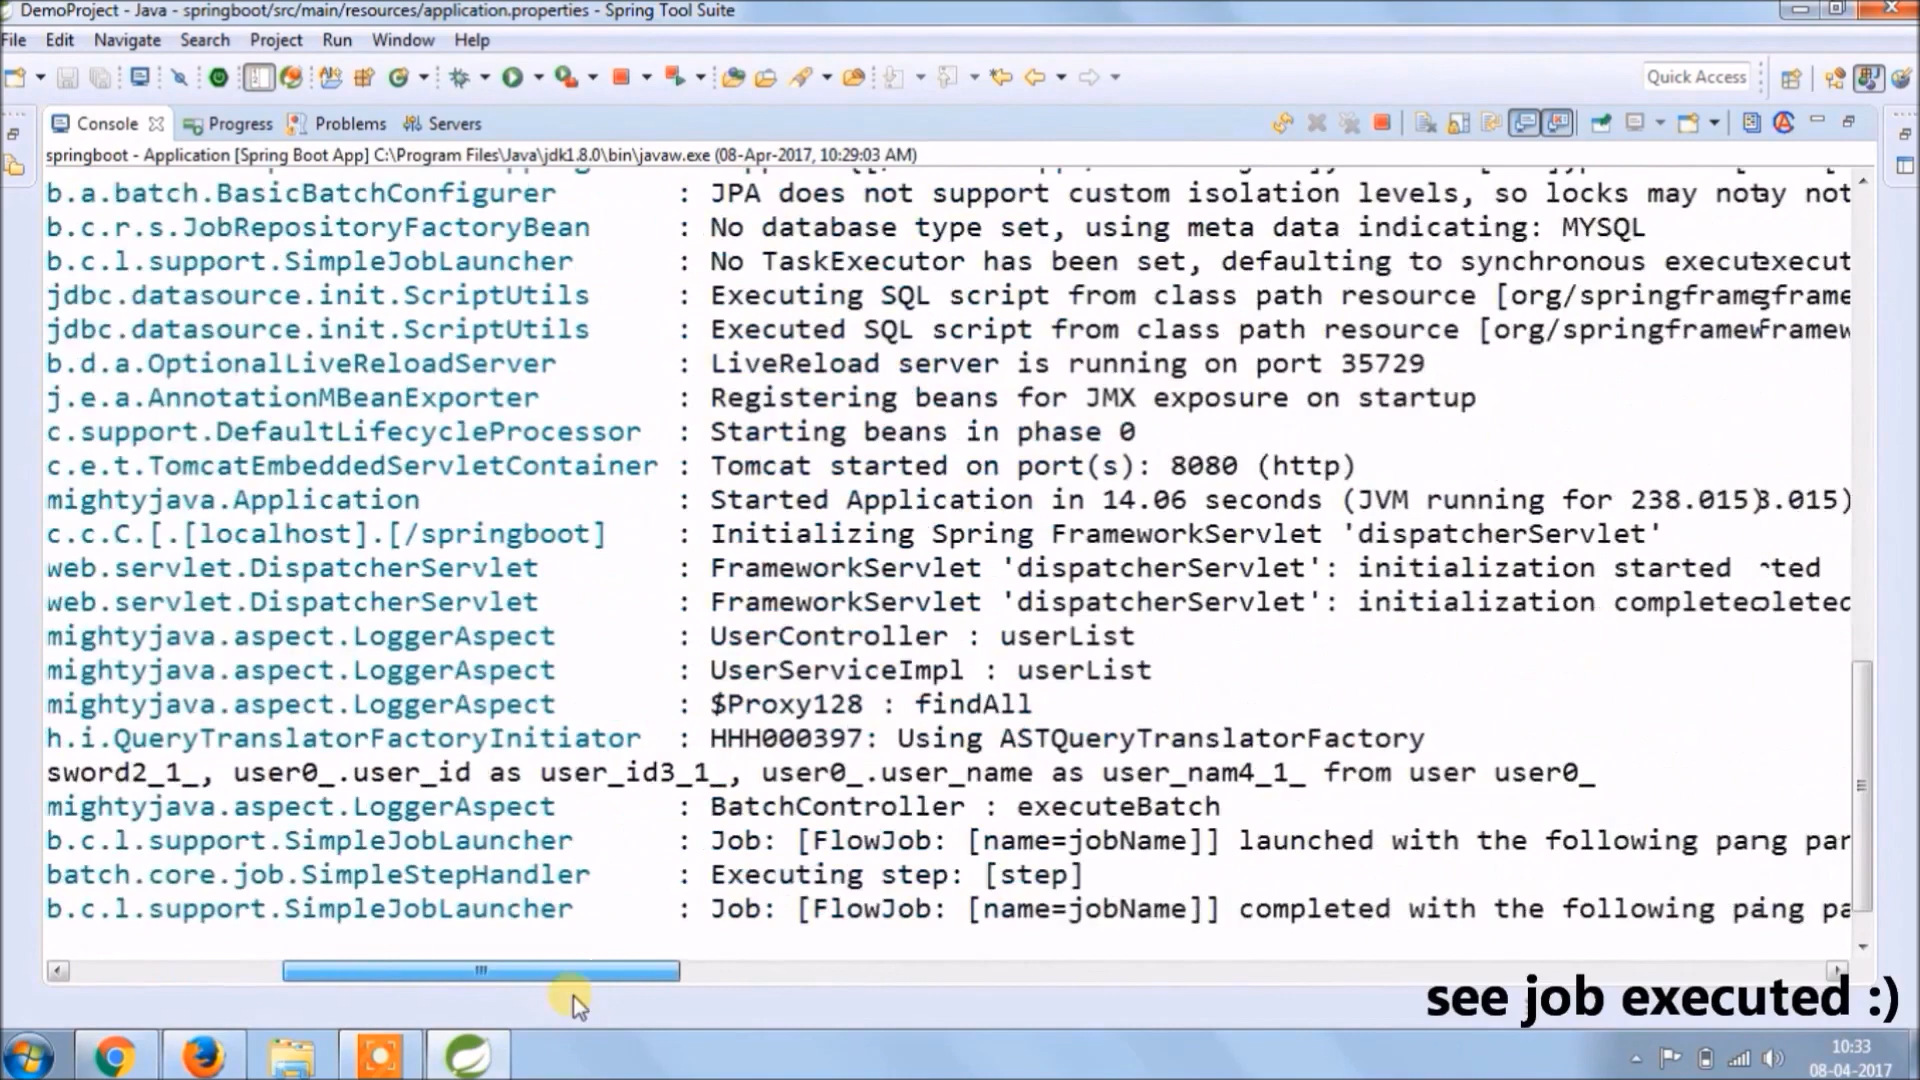 DemoProject - Java - springboot/src/main/resources/application.properties - Spring Tool Suite
File Edit Navigate Search Project Run Window Help
Quick Access
Console Progress Problems Servers
springboot - Application [Spring Boot App] C:\Program Files\Java\jdk1.8.0\bin\javaw.exe (08-Apr-2017, 10:29:03 AM)
b.a.batch.BasicBatchConfigurer : JPA does not support custom isolation levels, so locks may not
b.c.r.s.JobRepositoryFactoryBean : No database type set, using meta data indicating: MYSQL
b.c.l.support.SimpleJobLauncher : No TaskExecutor has been set, defaulting to synchronous
jdbc.datasource.init.ScriptUtils : Executing SQL script from class path resource [org/springframe
jdbc.datasource.init.ScriptUtils : Executed SQL script from class path resource [org/springframew
b.d.a.OptionalLiveReloadServer : LiveReload server is running on port 35729
j.e.a.AnnotationMBeanExporter : Registering beans for JMX exposure on startup
c.support.DefaultLifecycleProcessor : Starting beans in phase 0
c.e.t.TomcatEmbeddedServletContainer : Tomcat started on port(s): 8080 (http)
mightyjava.Application : Started Application in 14.06 seconds (JVM running for 238.015)
c.c.C.[.[localhost].[/springboot] : Initializing Spring FrameworkServlet 'dispatcherServlet'
web.servlet.DispatcherServlet : FrameworkServlet 'dispatcherServlet': initialization started
web.servlet.DispatcherServlet : FrameworkServlet 'dispatcherServlet': initialization complete
mightyjava.aspect.LoggerAspect : UserController : userList
mightyjava.aspect.LoggerAspect : UserServiceImpl : userList
mightyjava.aspect.LoggerAspect : $Proxy128 : findAll
h.i.QueryTranslatorFactoryInitiator : HHH000397: Using ASTQueryTranslatorFactory
sword2_1_, user0_.user_id as user_id3_1_, user0_.user_name as user_nam4_1_ from user user0_
mightyjava.aspect.LoggerAspect : BatchController : executeBatch
b.c.l.support.SimpleJobLauncher : Job: [FlowJob: [name=jobName]] launched with the following
batch.core.job.SimpleStepHandler : Executing step: [step]
b.c.l.support.SimpleJobLauncher : Job: [FlowJob: [name=jobName]] completed with the following
see job executed :)
10:33
08-04-2017